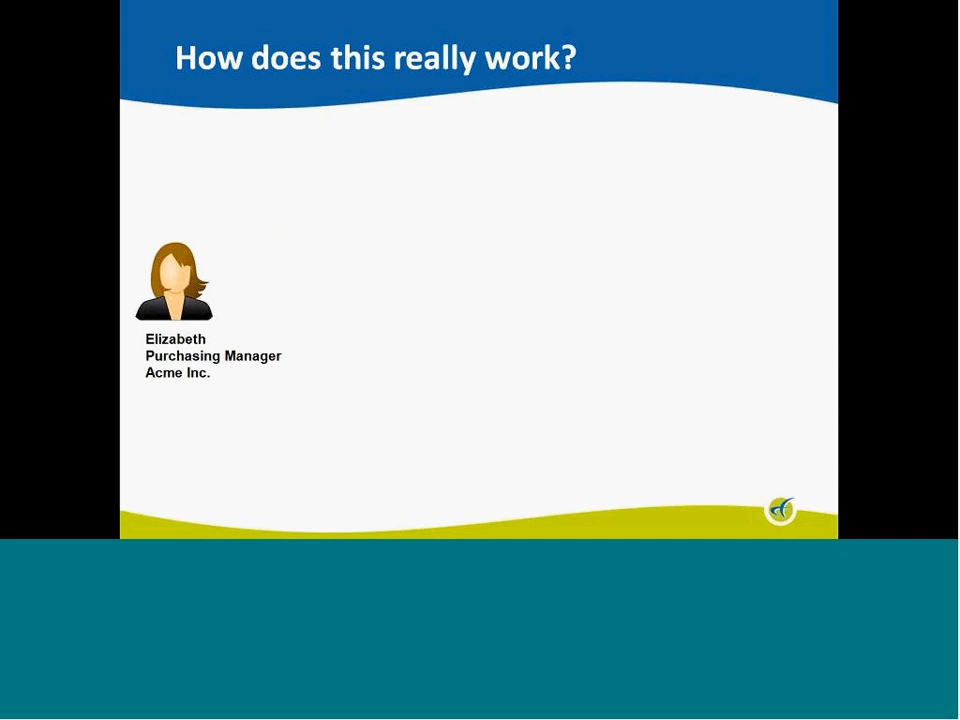 How does this really work?
Elizabeth
Purchasing Manager
Acme Inc.